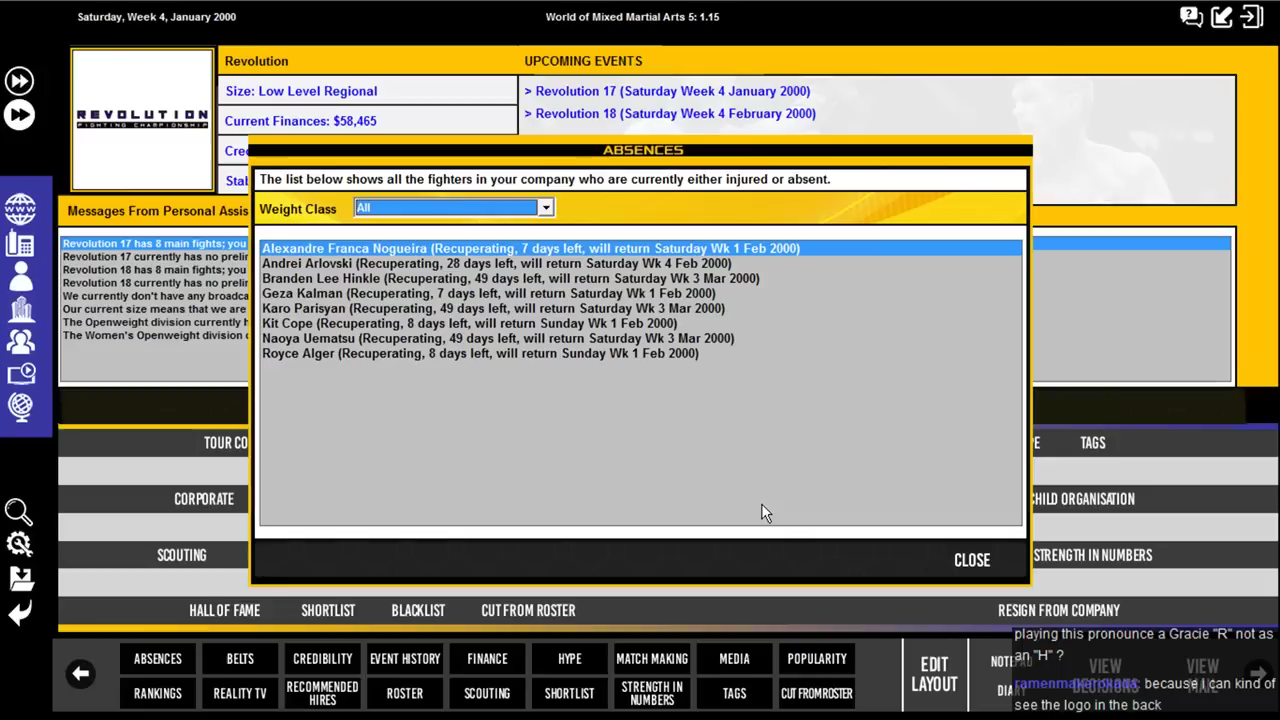 Saturday, Week 4, January 2000
World of Mixed Martial Arts 5: 1.15
REVOLUTION
Revolution
UPCOMING EVENTS
Size: Low Level Regional
> Revolution 17 (Saturday Week 4 January 2000)
Current Finances: $58,465
> Revolution 18 (Saturday Week 4 February 2000)
Cre
Stab
ABSENCES
The list below shows all the fighters in your company who are currently either injured or absent.
Weight Class
All
Messages From Personal Assis
Revolution 17 has 8 main fights; you
Revolution 17 currently has no prelin
Revolution 18 has 8 main fights; you
Revolution 18 currently has no prelin
We currently don't have any broadca
Our current size means that we are
The Openweight division currently h
The Women's Openweight division c
Alexandre Franca Nogueira (Recuperating, 7 days left, will return Saturday Wk 1 Feb 2000)
Andrei Arlovski (Recuperating, 28 days left, will return Saturday Wk 4 Feb 2000)
Branden Lee Hinkle (Recuperating, 49 days left, will return Saturday Wk 3 Mar 2000)
Geza Kalman (Recuperating, 7 days left, will return Saturday Wk 1 Feb 2000)
Karo Parisyan (Recuperating, 49 days left, will return Saturday Wk 3 Mar 2000)
Kit Cope (Recuperating, 8 days left, will return Sunday Wk 1 Feb 2000)
Naoya Uematsu (Recuperating, 49 days left, will return Saturday Wk 3 Mar 2000)
Royce Alger (Recuperating, 8 days left, will return Sunday Wk 1 Feb 2000)
CLOSE
TOUR CO
PE
TAGS
CORPORATE
CHILD ORGANISATION
SCOUTING
STRENGTH IN NUMBERS
HALL OF FAME
SHORTLIST
BLACKLIST
CUT FROM ROSTER
RESIGN FROM COMPANY
ABSENCES
BELTS
CREDIBILITY
EVENT HISTORY
FINANCE
HYPE
MATCH MAKING
MEDIA
POPULARITY
RANKINGS
REALITY TV
RECOMMENDED HIRES
ROSTER
SCOUTING
SHORTLIST
STRENGTH IN NUMBERS
TAGS
CUT FROM ROSTER
EDIT LAYOUT
NOTEPAD
DIA
VIEW DECISIONS
VIEW MAIL
playing this pronounce a Gracie "R" not as
an "H" ?
because I can kind of
see the logo in the back